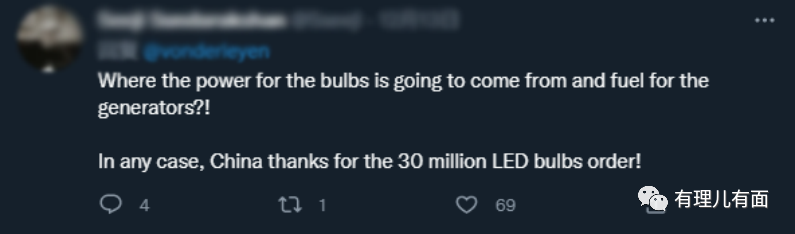 @vonderleyen
Where the power for the bulbs is going to come from and fuel for the
generators?!
In any case, China thanks for the 30 million LED bulbs order!
4
1
69
有理儿有面